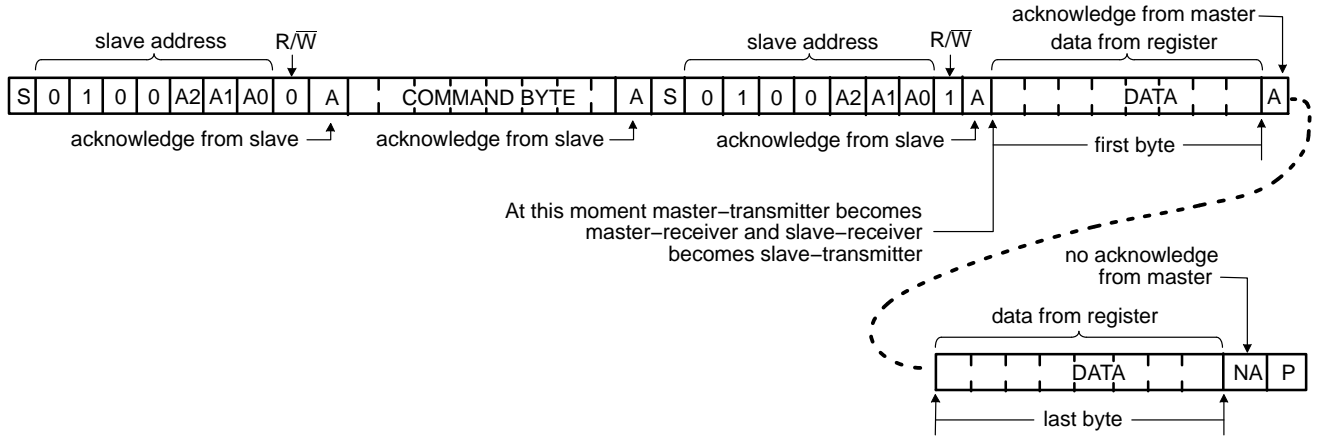 acknowledge from master
slave address R/W̅ slave address R/W̅ data from register
S 0 1 0 0 A2 A1 A0 0 A COMMAND BYTE A S 0 1 0 0 A2 A1 A0 1 A DATA A
acknowledge from slave acknowledge from slave acknowledge from slave first byte
At this moment master−transmitter becomes
master−receiver and slave−receiver
becomes slave−transmitter
no acknowledge
from master
data from register
DATA NA P
last byte